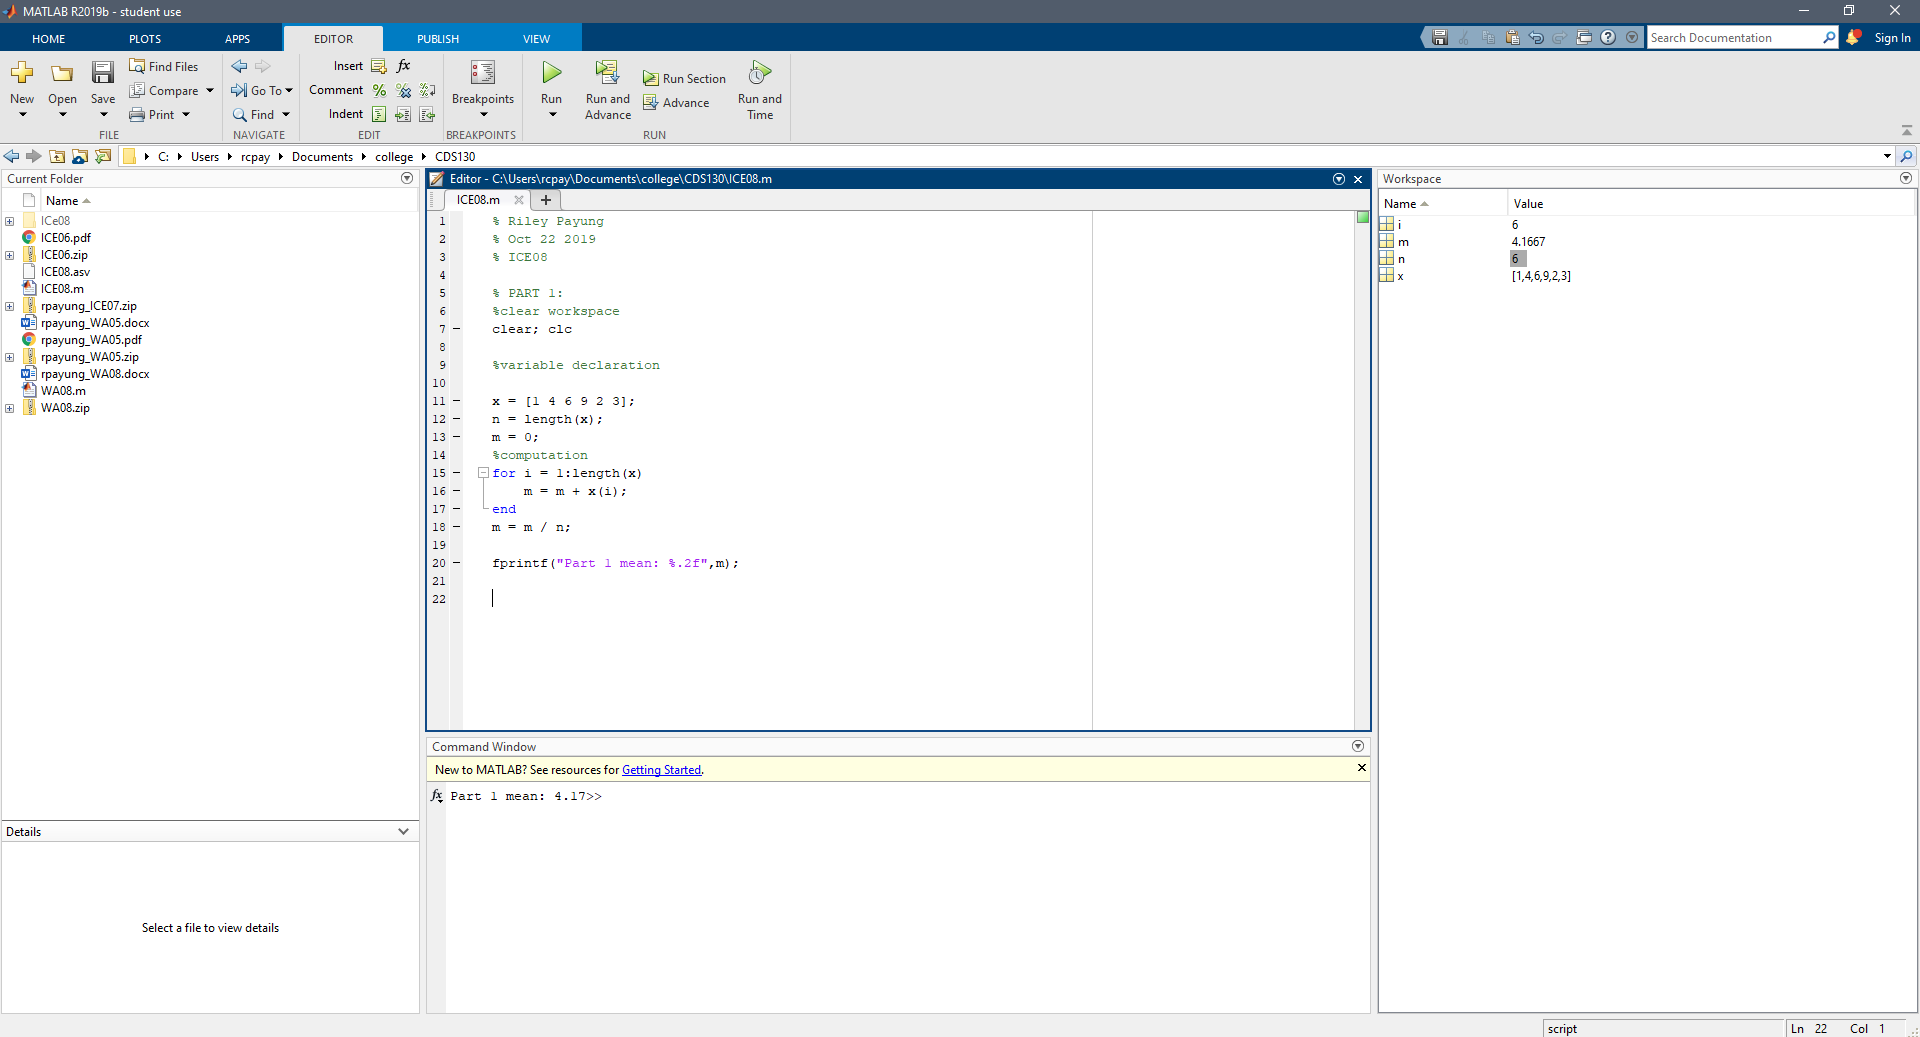 MATLAB R2019b - student use
HOME PLOTS APPS EDITOR PUBLISH VIEW
Search Documentation
Sign In
New
Open
Save
Find Files
Compare
Print
FILE
Go To
Find
NAVIGATE
Insert
fx
Comment
Indent
EDIT
Breakpoints
BREAKPOINTS
Run
Run and
Advance
Run Section
Advance
Run and
Time
RUN
C: Users rcpay Documents college CDS130
Current Folder
Name
ICe08
ICE06.pdf
ICE06.zip
ICE08.asv
ICE08.m
rpayung_ICE07.zip
rpayung_WA05.docx
rpayung_WA05.pdf
rpayung_WA05.zip
rpayung_WA08.docx
WA08.m
WA08.zip
Details
Select a file to view details
Editor - C:\Users\rcpay\Documents\college\CDS130\ICE08.m
ICE08.m
1 % Riley Payung
2 % Oct 22 2019
3 % ICE08
4
5 % PART 1:
6 %clear workspace
7 clear; clc
8
9 %variable declaration
10
11 x = [1 4 6 9 2 3];
12 n = length(x);
13 m = 0;
14 %computation
15 for i = 1:length(x)
16 m = m + x(i);
17 end
18 m = m / n;
19
20 fprintf("Part 1 mean: %.2f",m);
21
22
Command Window
New to MATLAB? See resources for Getting Started.
fx Part 1 mean: 4.17>>
Workspace
Name Value
i 6
m 4.1667
n 6
x [1,4,6,9,2,3]
script
Ln 22 Col 1